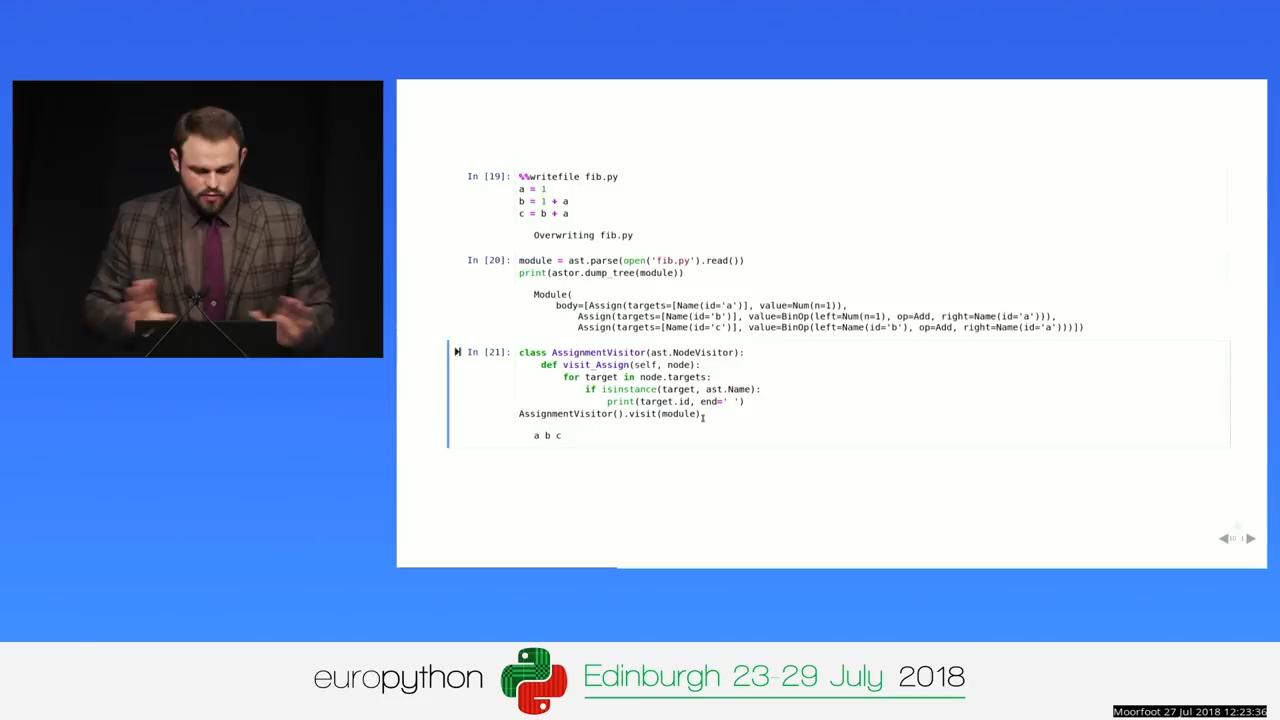 In [19]: %%writefile fib.py
a = 1
b = 1 + a
c = b + a
Overwriting fib.py
In [20]: module = ast.parse(open('fib.py').read())
print(astor.dump_tree(module))
Module(
body=[Assign(targets=[Name(id='a')], value=Num(n=1)),
Assign(targets=[Name(id='b')], value=BinOp(left=Num(n=1), op=Add, right=Name(id='a'))),
Assign(targets=[Name(id='c')], value=BinOp(left=Name(id='b'), op=Add, right=Name(id='a')))])
In [21]: class AssignmentVisitor(ast.NodeVisitor):
def visit_Assign(self, node):
for target in node.targets:
if isinstance(target, ast.Name):
print(target.id, end=' ')
AssignmentVisitor().visit(module)
a b c
10 1
europython Edinburgh 23-29 July 2018
Moorfoot 27 Jul 2018 12:23:36